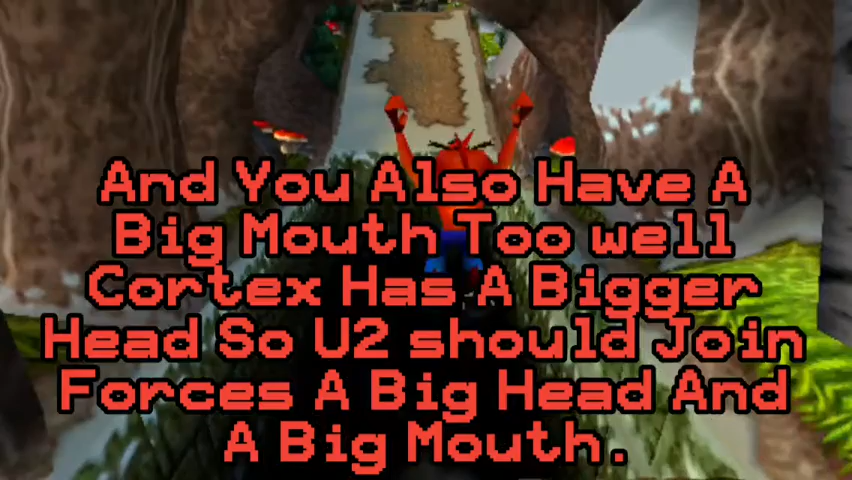 And You Also Have A
Big Mouth Too well
Cortex Has A Bigger
Head So U2 should Join
Forces A Big Head And
A Big Mouth.